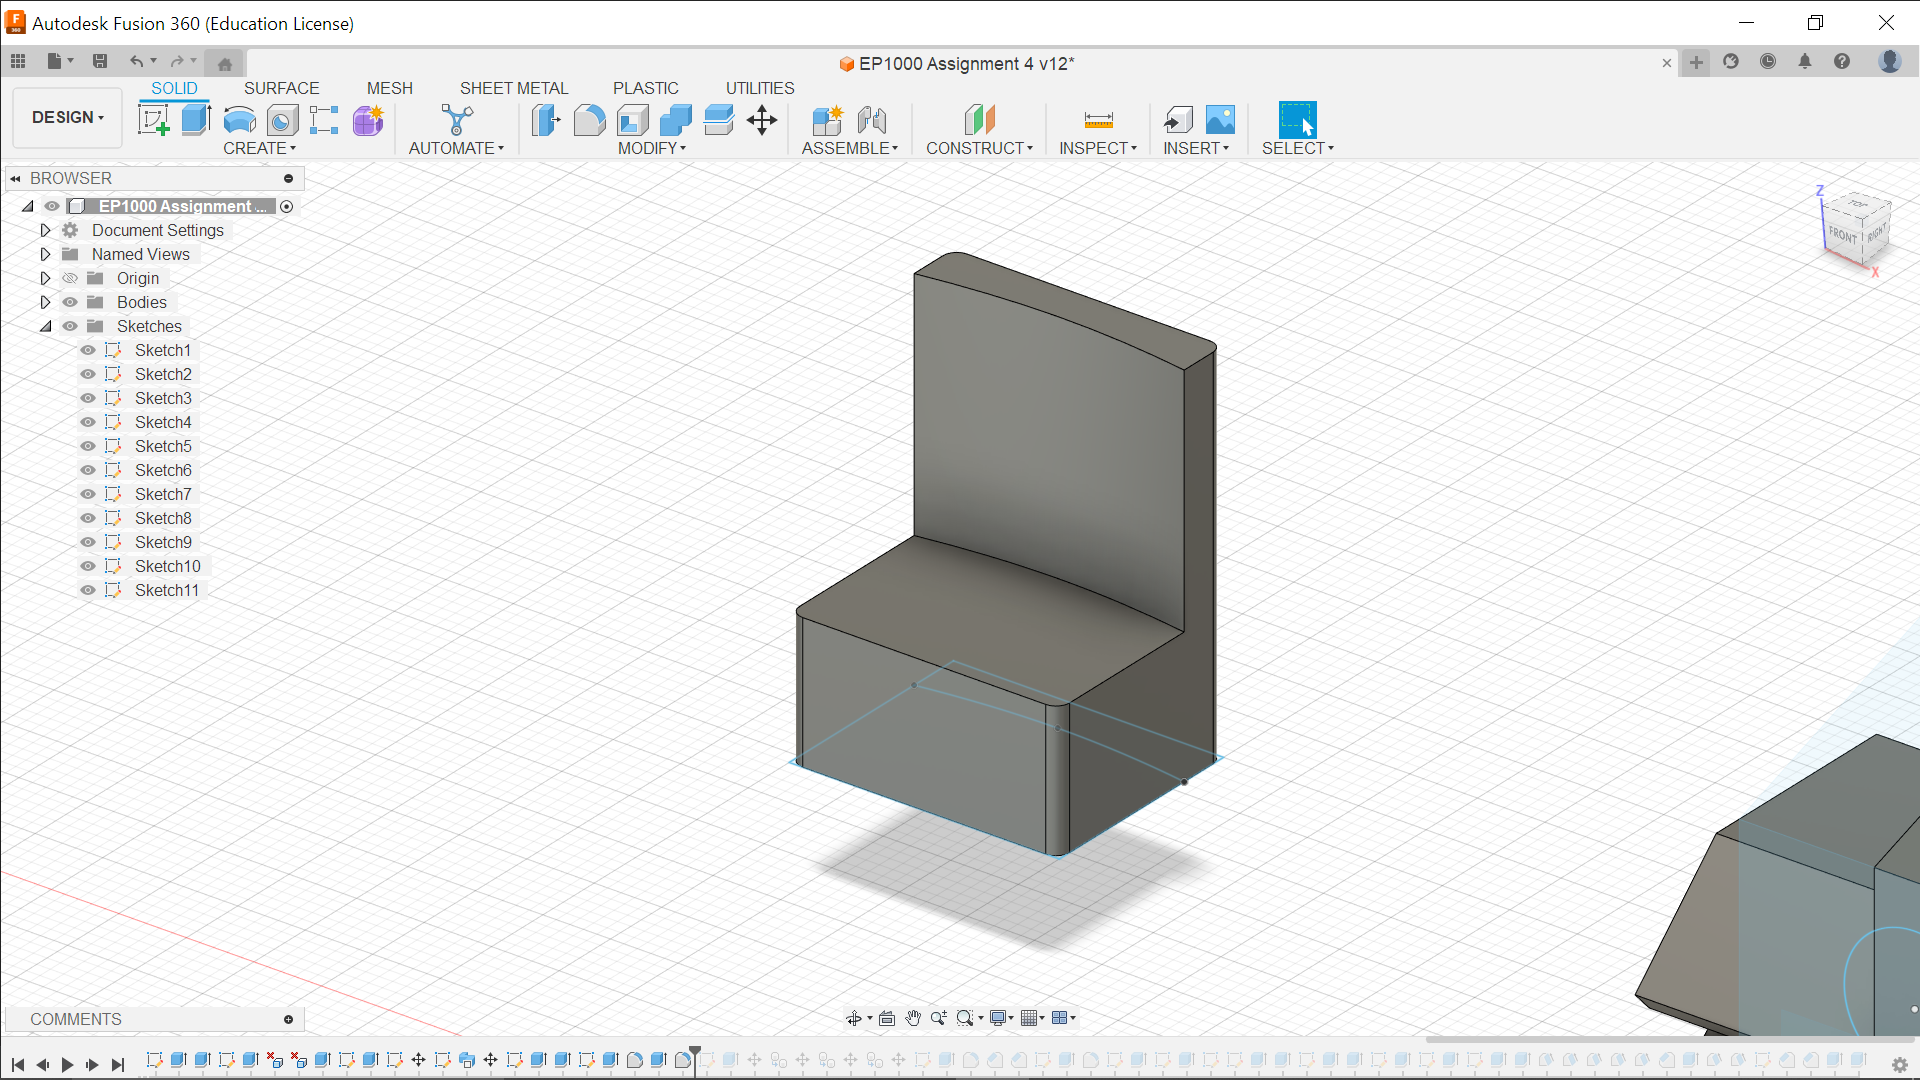 Autodesk Fusion 360 (Education License)
EP1000 Assignment 4 v12*
SOLID SURFACE MESH SHEET METAL PLASTIC UTILITIES
DESIGN
CREATE AUTOMATE MODIFY ASSEMBLE CONSTRUCT INSPECT INSERT SELECT
BROWSER
EP1000 Assignment ...
Document Settings
Named Views
Origin
Bodies
Sketches
Sketch1
Sketch2
Sketch3
Sketch4
Sketch5
Sketch6
Sketch7
Sketch8
Sketch9
Sketch10
Sketch11
Z
TOP
FRONT RIGHT
X
COMMENTS